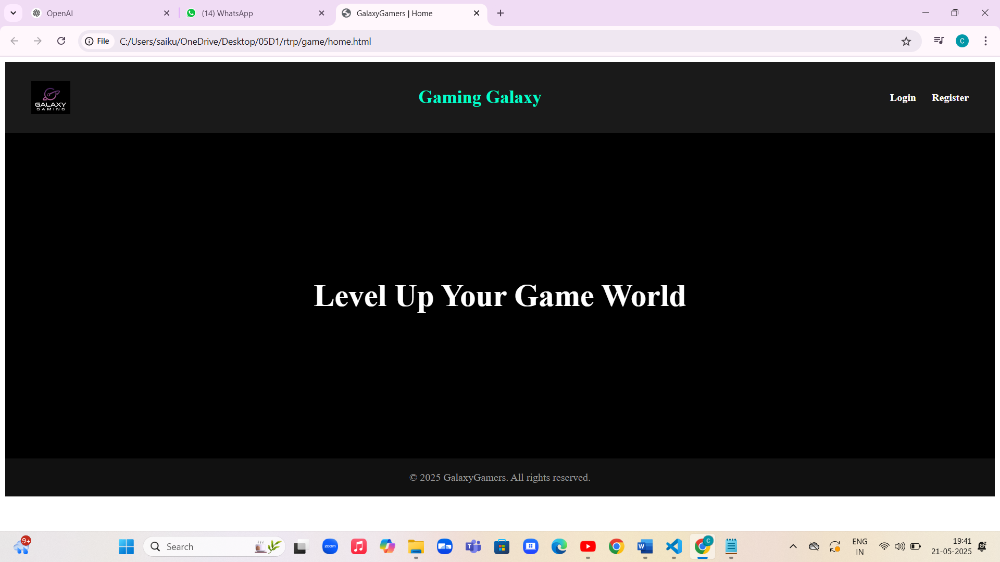 OpenAI
(14) WhatsApp
GalaxyGamers | Home
File
C:/Users/saiku/OneDrive/Desktop/05D1/rtrp/game/home.html
C
GALAXY
GAMING
Gaming Galaxy
Login
Register
Level Up Your Game World
© 2025 GalaxyGamers. All rights reserved.
9+
Search
zoom
T
W
C
ENG
IN
19:41
21-05-2025